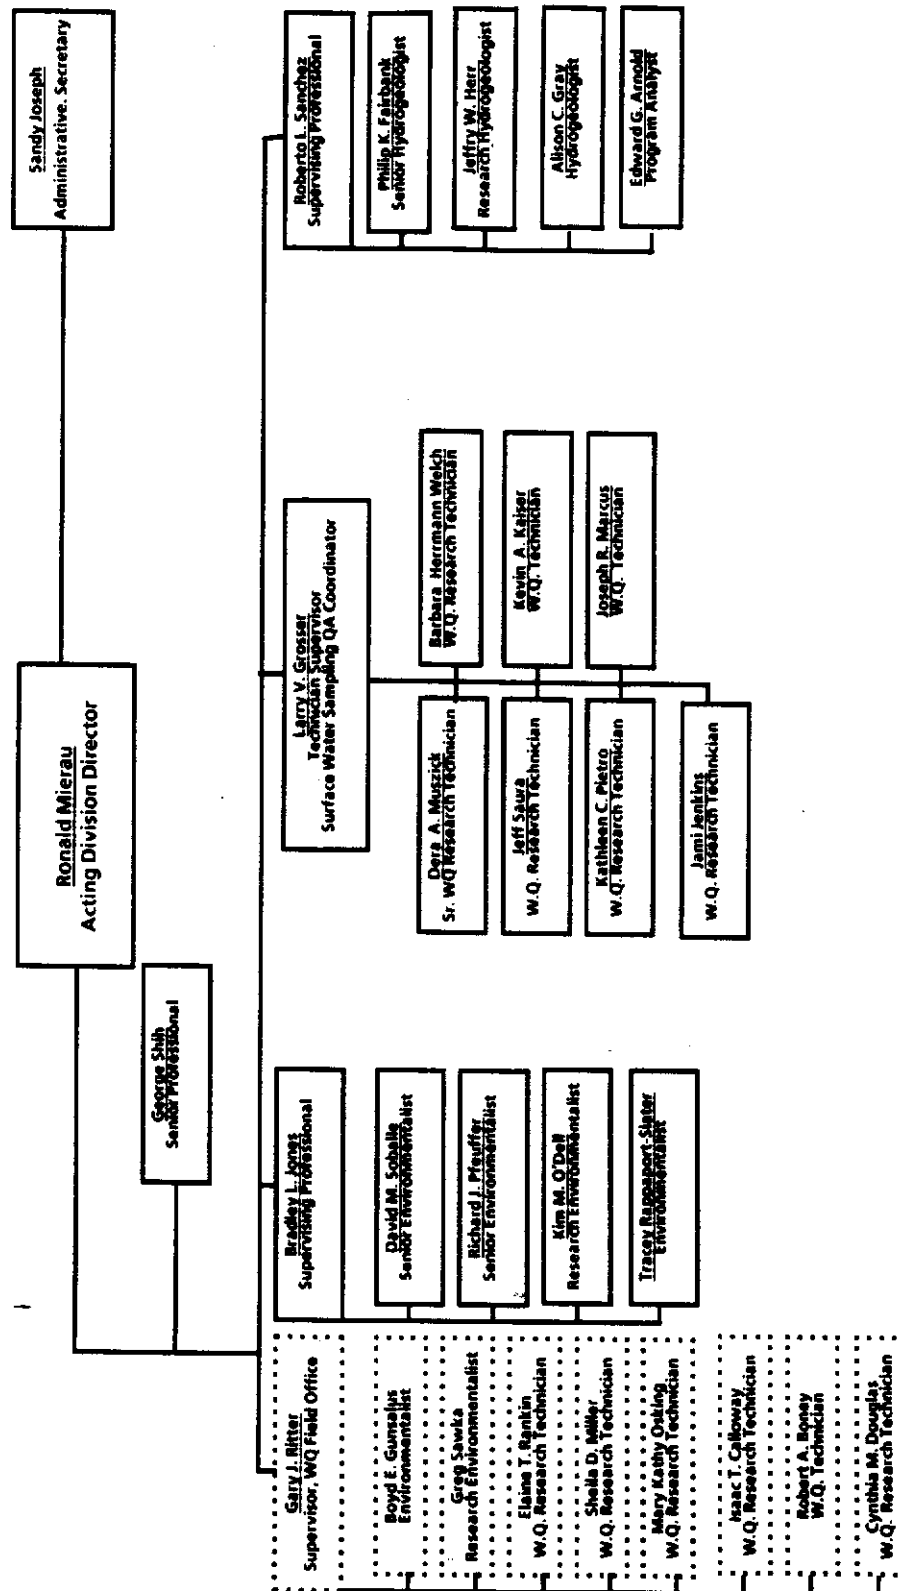 Ronald Mierau
Acting Division Director
Sandy Joseph
Administrative. Secretary
George Shih
Senior Professional
Gary J. Ritter
Supervisor, WQ Field Office
Boyd E. Gunsalus
Environmentalist
Greg Sawka
Research Environmentalist
Elaine T. Rankin
W.Q. Research Technician
Sheila D. Miller
W.Q. Research Technician
Mary Kathy Osking
W.Q. Research Technician
Isaac T. Calloway
W.Q. Research Technician
Robert A. Boney
W.Q. Technician
Cynthia M. Douglas
W.Q. Research Technician
Bradley L. Jones
Supervising Professional
David M. Soballe
Senior Environmentalist
Richard J. Pfeuffer
Senior Environmentalist
Kim M. O'Dell
Research Environmentalist
Tracey Rappaport-Slater
Environmentalist
Larry V. Grosser
Technician Supervisor
Surface Water Sampling QA Coordinator
Dera A. Muszick
Sr. WQ Research Technician
Barbara Herrmann Welch
W.Q. Research Technician
Jeff Saura
W.Q. Research Technician
Kevin A. Kaiser
W.Q. Technician
Kathleen C. Pietro
W.Q. Research Technician
Joseph R. Marcus
W.Q. Technician
Jami Jenkins
W.Q. Research Technician
Roberto L. Sanchez
Supervising Professional
Philip K. Fairbank
Senior Hydrogeologist
Jeffry W. Herr
Research Hydrogeologist
Alison C. Gray
Hydrogeologist
Edward G. Arnold
Program Analyst